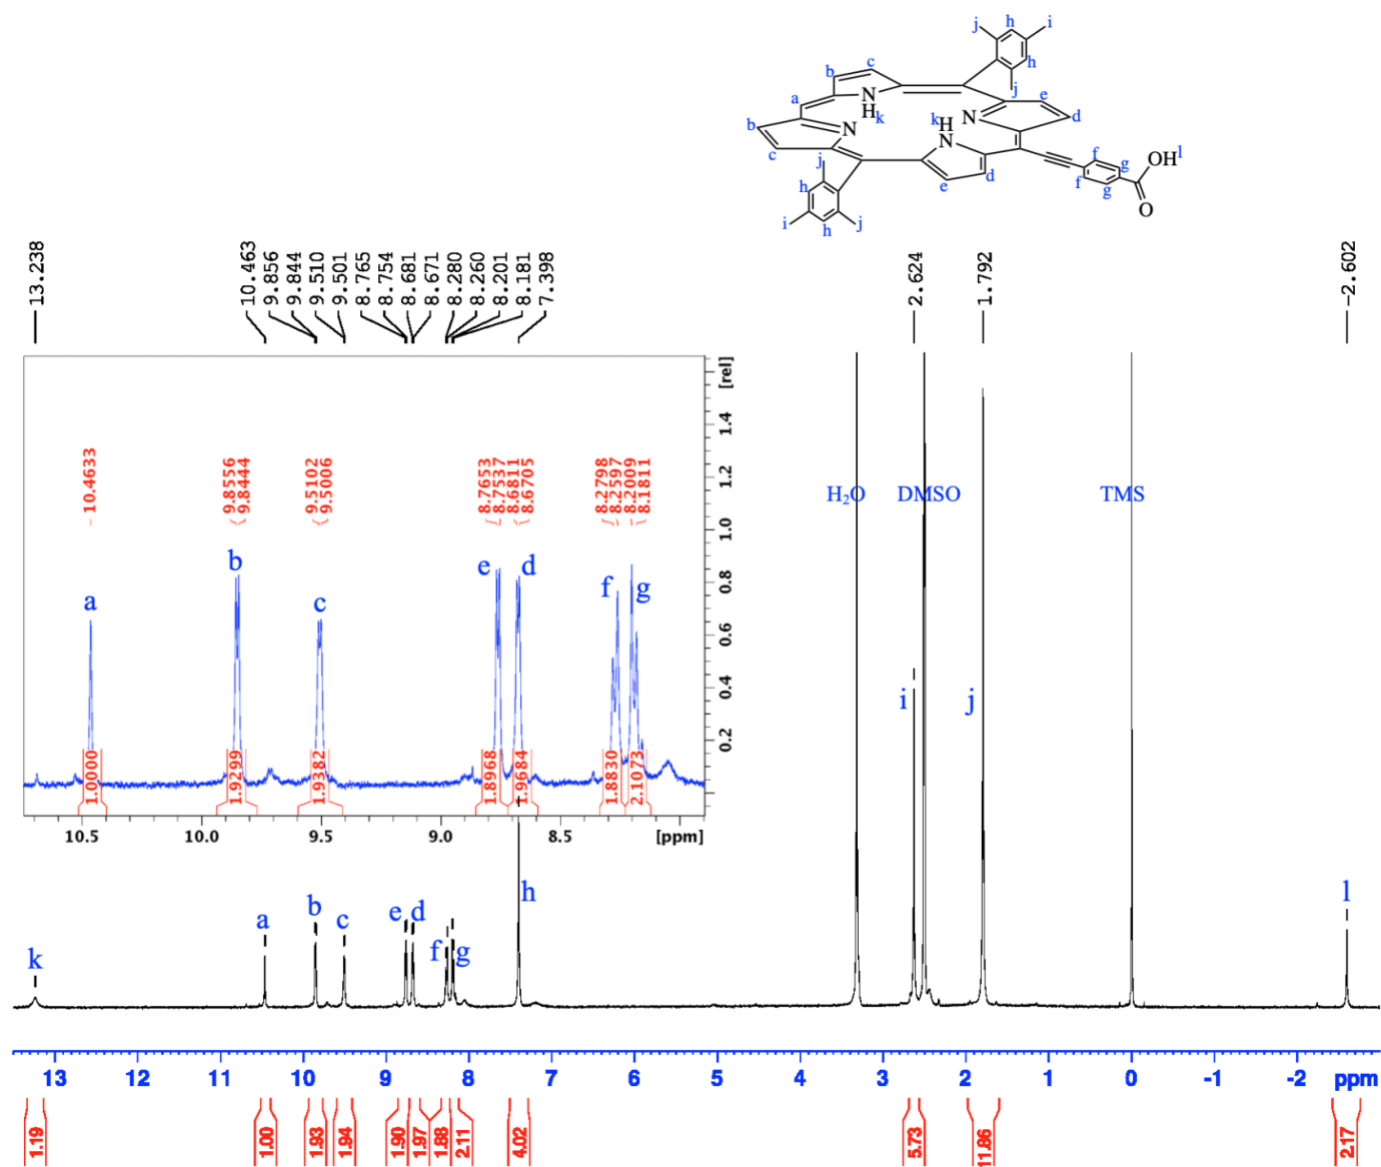 j h i
h
j
c
b
a
b
c
N
H
k
N
k H
N
N
e
d
e
d
f g
f g
OH l
O
j
h
i h j
13.238
10.463
9.856
9.844
9.510
9.501
8.765
8.754
8.681
8.671
8.280
8.260
8.201
8.181
7.398
2.624
1.792
-2.602
10.4633
9.8556
9.8444
9.5102
9.5006
8.7653
8.7537
8.6811
8.6705
8.2798
8.2597
8.2009
8.1811
a b c e d f g
1.0000 1.9299 1.9382 1.8968 1.9684 1.8830 2.1073
10.5 10.0 9.5 9.0 8.5 [ppm]
[rel]
1.4
1.2
1.0
0.8
0.6
0.4
0.2
H₂O DMSO TMS
i j
k a b c e d f g h l
13 12 11 10 9 8 7 6 5 4 3 2 1 0 -1 -2 ppm
1.19 1.00 1.93 1.94 1.90 1.97 1.88 2.11 4.02 5.73 11.86 2.17